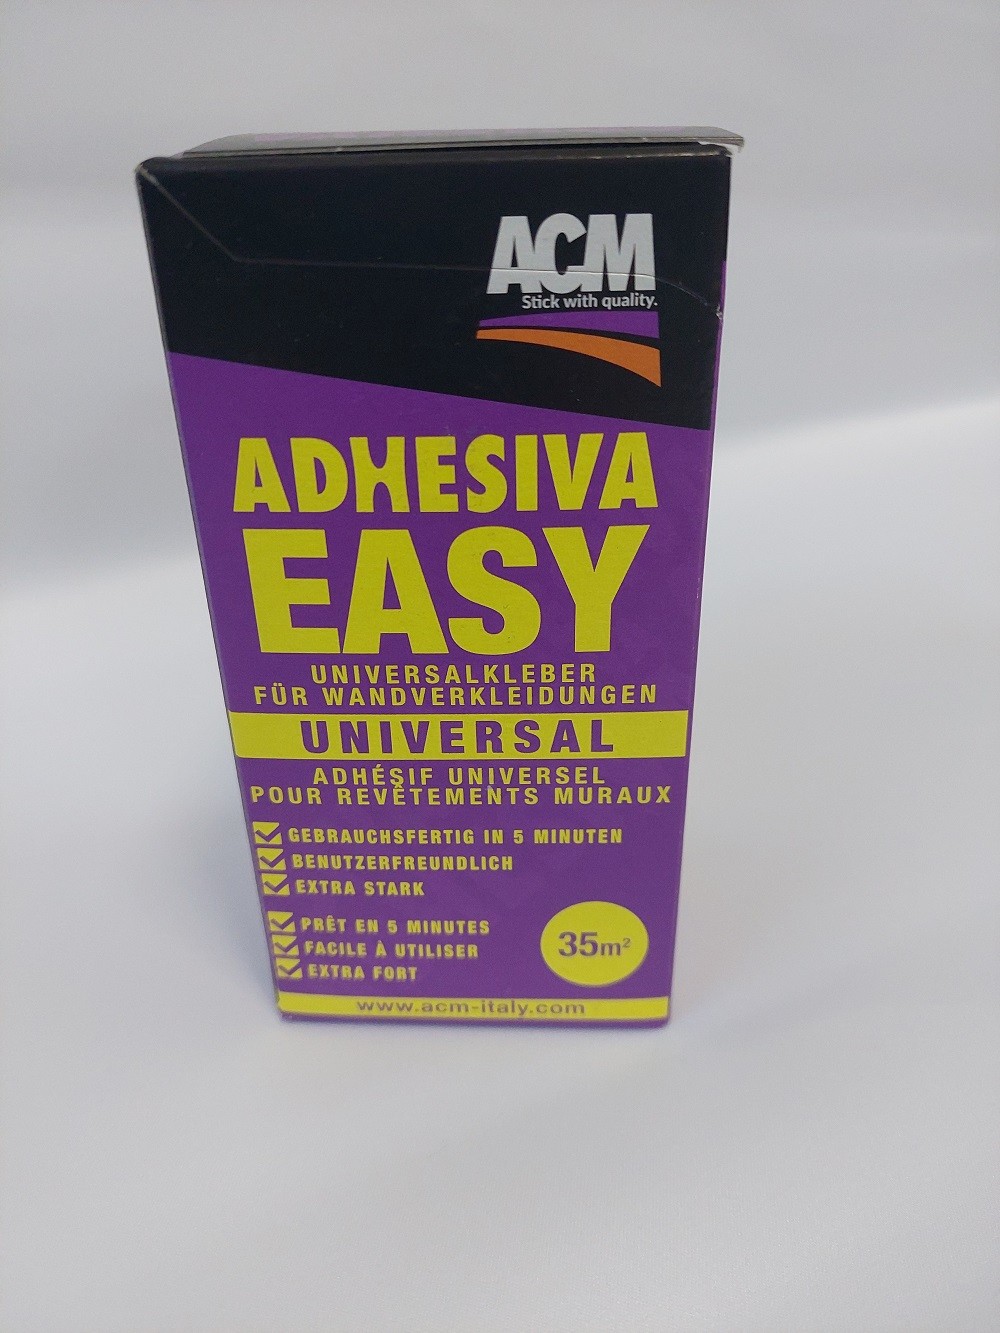 ACM
Stick with quality.
ADHESIVA
EASY
UNIVERSALKLEBER
FÜR WANDVERKLEIDUNGEN
UNIVERSAL
ADHÉSIF UNIVERSEL
POUR REVÊTEMENTS MURAUX
GEBRAUCHSFERTIG IN 5 MINUTEN
BENUTZERFREUNDLICH
EXTRA STARK
PRÊT EN 5 MINUTES
FACILE À UTILISER
EXTRA FORT
35m²
www.acm-italy.com